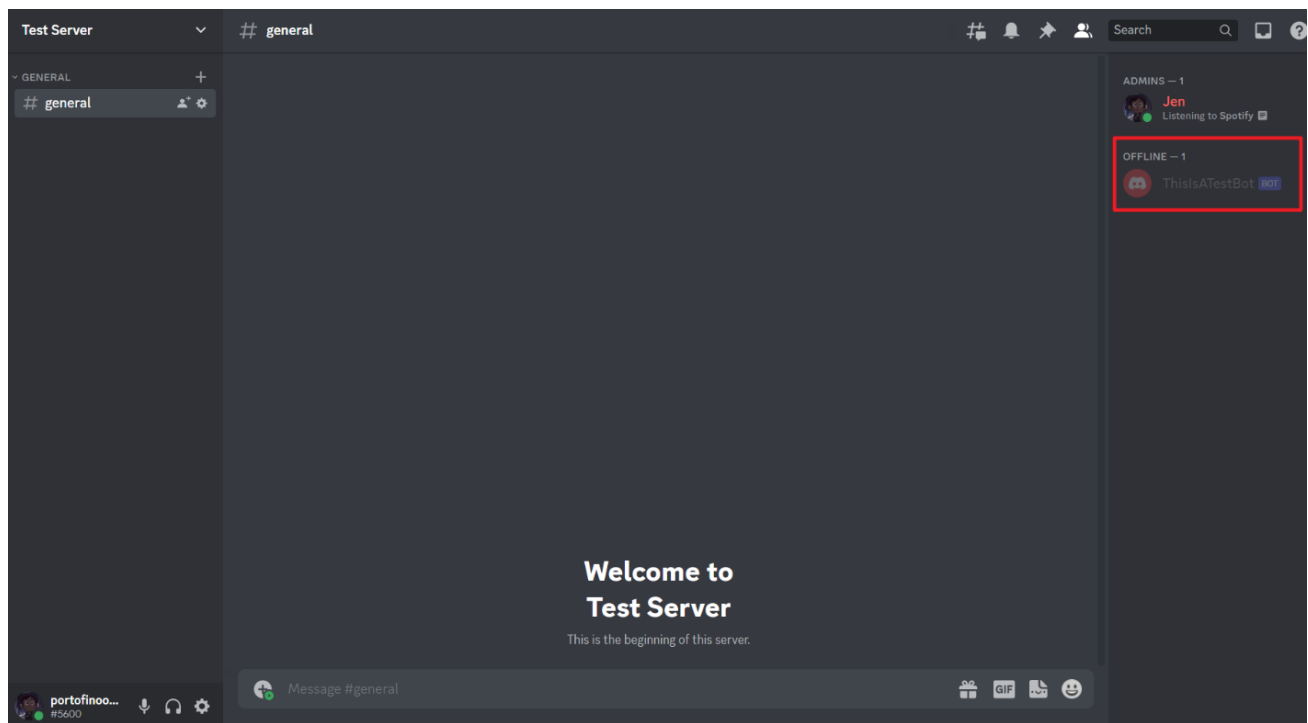 Test Server
# general
Search
GENERAL
# general
ADMINS — 1
Jen
Listening to Spotify
OFFLINE — 1
ThisIsATestBot BOT
Welcome to
Test Server
This is the beginning of this server.
Message #general
GIF
portofinoo...
#5600